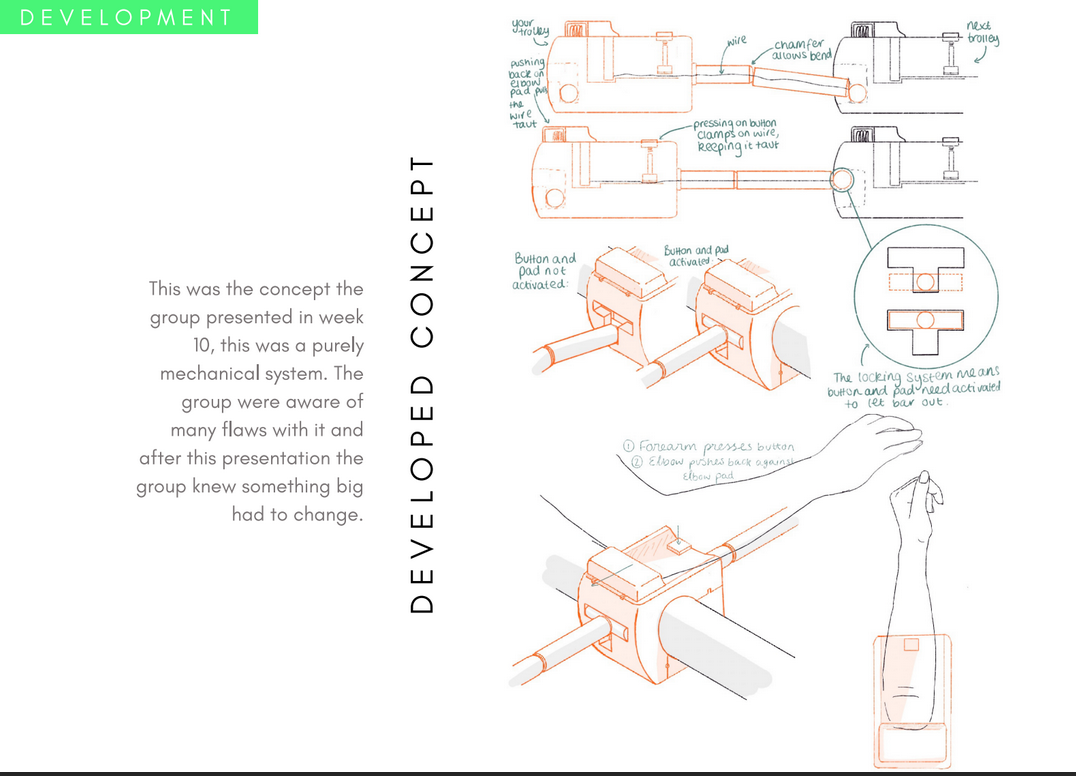 DEVELOPMENT
This was the concept the
group presented in week
10, this was a purely
mechanical system. The
group were aware of
many flaws with it and
after this presentation the
group knew something big
had to change.
DEVELOPED CONCEPT
your
trolley
pushing
back on
elbow
pad pulls
the
wire
taut
wire
chamfer
allows bend
next
trolley
pressing on button
clamps on wire,
keeping it taut
Button and
pad not
activated:
Button and pad
activated:
The locking system means
button and pad need activated
to let bar out.
① Forearm presses button
② Elbow pushes back against
elbow pad